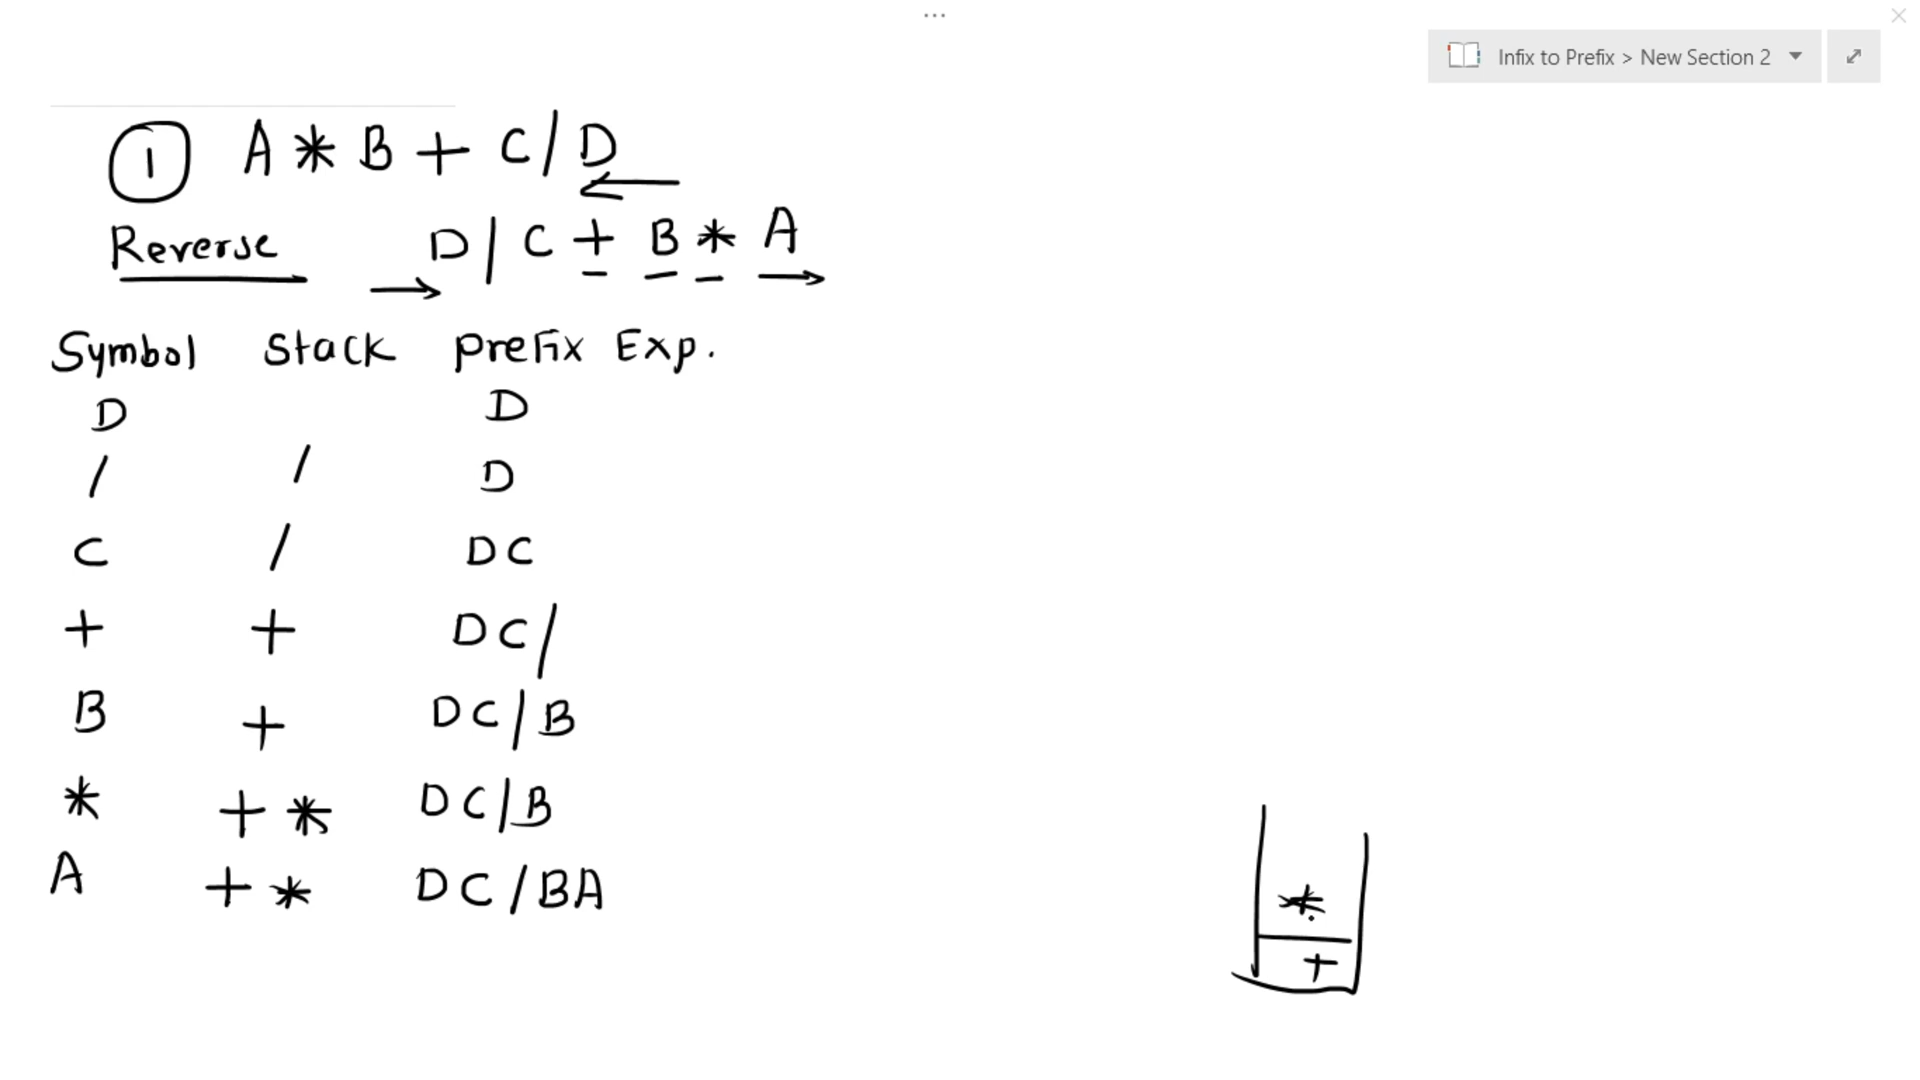 ...
Infix to Prefix > New Section 2
1 A * B + C / D
Reverse D / C + B * A
Symbol Stack Prefix Exp.
D D
/ / D
C / DC
+ + DC/
B + DC/B
* + * DC/B
A + * DC/BA
*
+